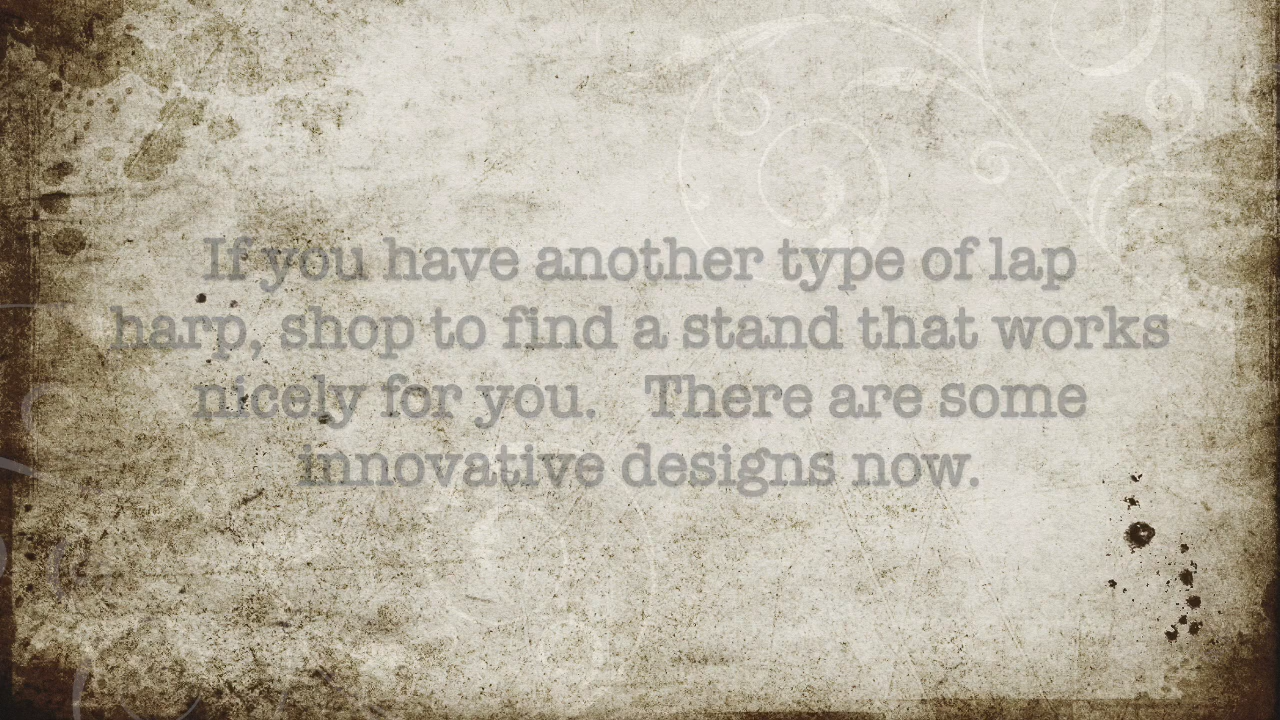 If you have another type of lap
harp, shop to find a stand that works
nicely for you.   There are some
innovative designs now.